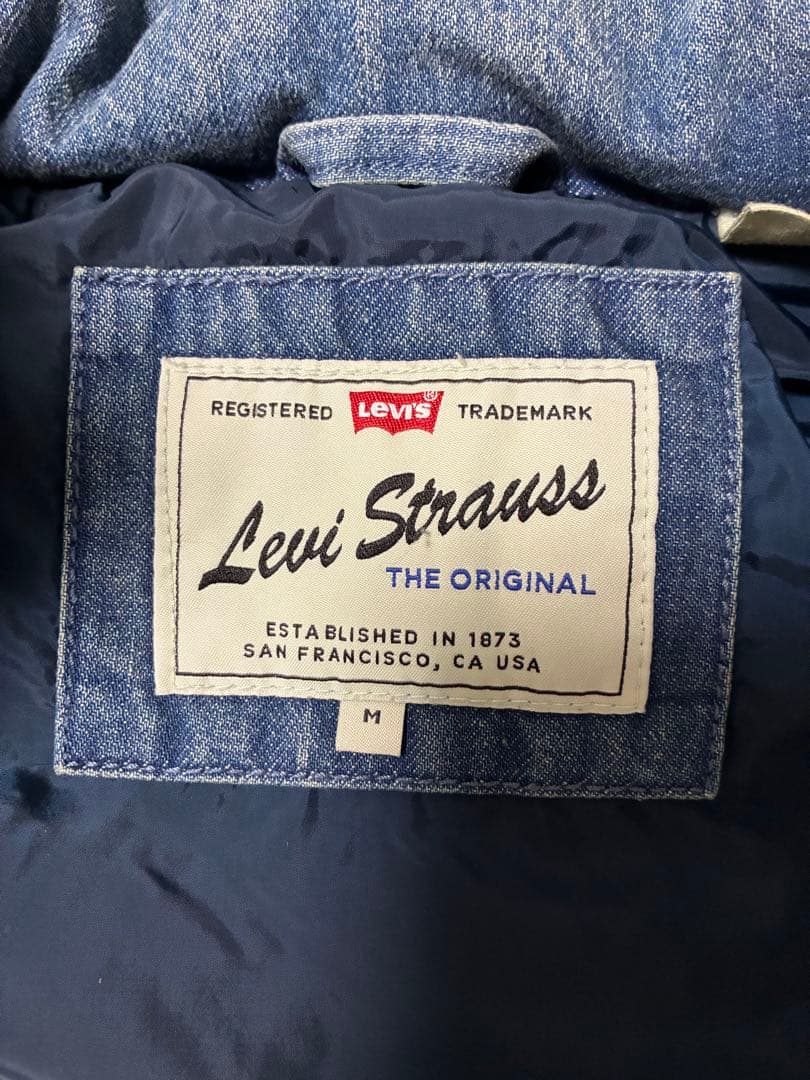 REGISTERED LEVI'S® TRADEMARK
Levi Strauss
THE ORIGINAL
ESTABLISHED IN 1873
SAN FRANCISCO, CA USA
M